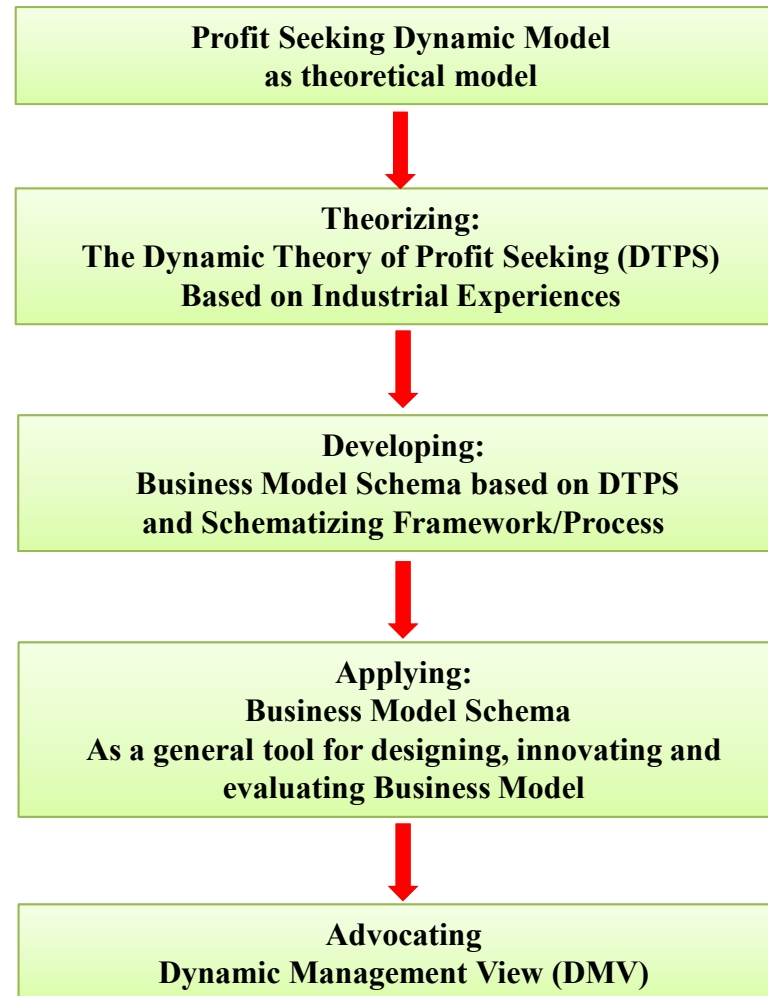 Profit Seeking Dynamic Model
as theoretical model
Theorizing:
The Dynamic Theory of Profit Seeking (DTPS)
Based on Industrial Experiences
Developing:
Business Model Schema based on DTPS
and Schematizing Framework/Process
Applying:
Business Model Schema
As a general tool for designing, innovating and
evaluating Business Model
Advocating
Dynamic Management View (DMV)